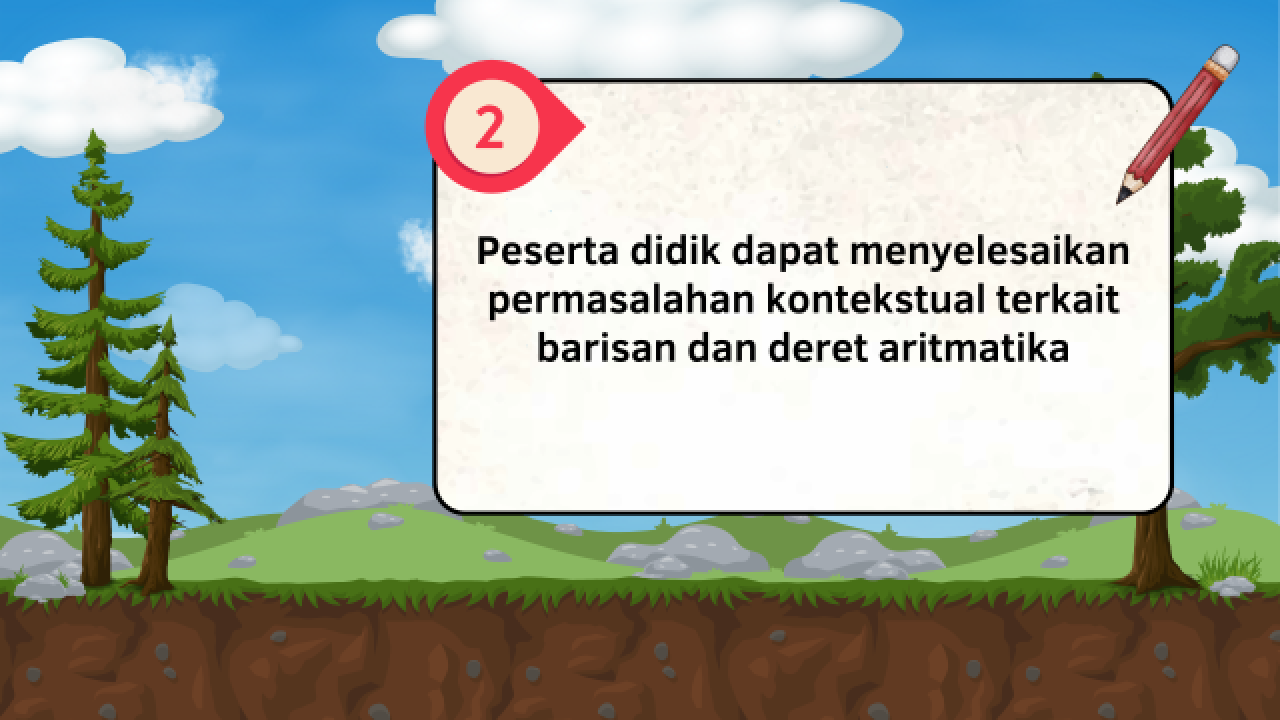 2
Peserta didik dapat menyelesaikan
permasalahan kontekstual terkait
barisan dan deret aritmatika